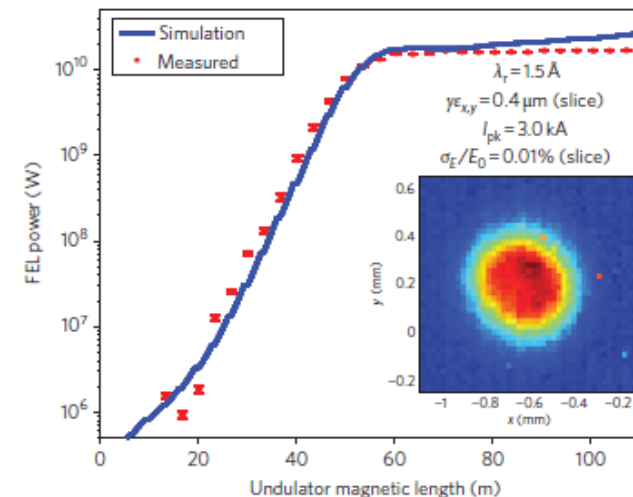 Simulation
Measured
10¹⁰
10⁹
10⁸
10⁷
10⁶
FEL power (W)
λr = 1.5 Å
γεx,y = 0.4 μm (slice)
Ipk = 3.0 kA
σE/E0 = 0.01% (slice)
0.6
0.4
0.2
0
−0.2
y (mm)
−1 −0.8 −0.6 −0.4 −0.2
x (mm)
0 20 40 60 80 100
Undulator magnetic length (m)